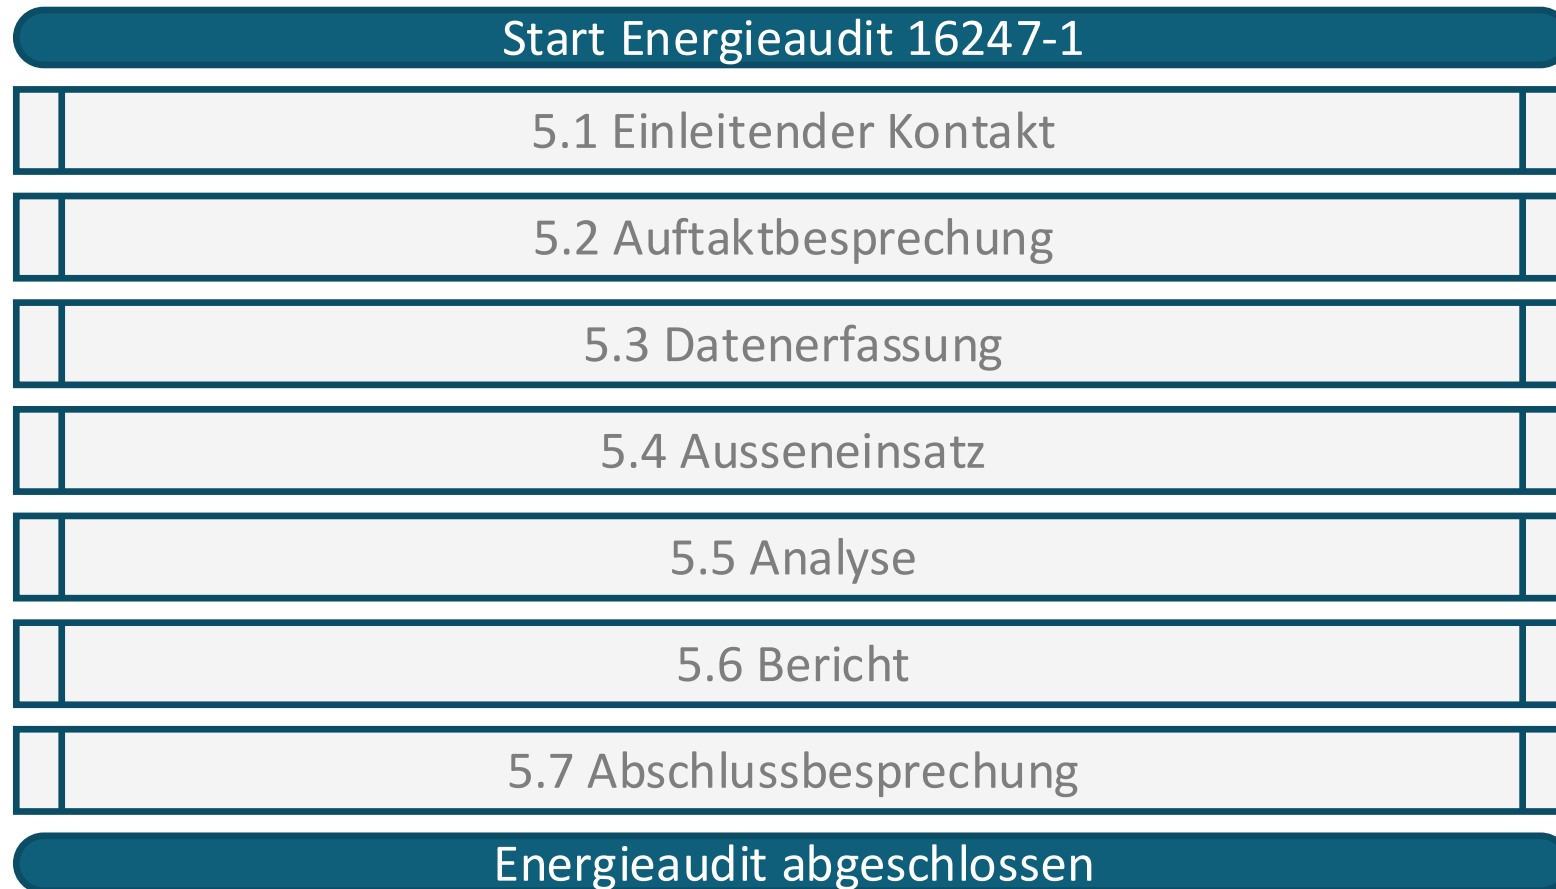 Start Energieaudit 16247-1
5.1 Einleitender Kontakt
5.2 Auftaktbesprechung
5.3 Datenerfassung
5.4 Ausseneinsatz
5.5 Analyse
5.6 Bericht
5.7 Abschlussbesprechung
Energieaudit abgeschlossen